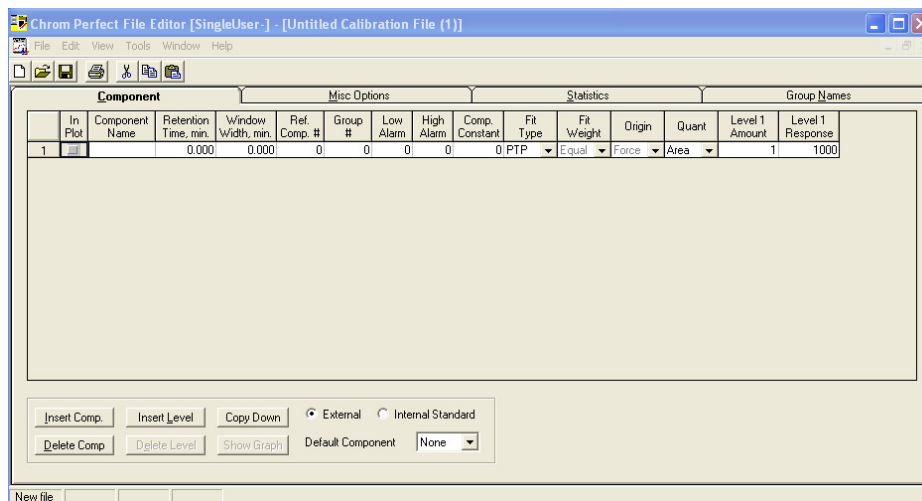 Chrom Perfect File Editor [SingleUser-] - [Untitled Calibration File (1)]
File Edit View Tools Window Help
Component Misc Options Statistics Group Names
In Plot Component Name Retention Time, min. Window Width, min. Ref. Comp. # Group # Low Alarm High Alarm Comp. Constant Fit Type Fit Weight Origin Quant Level 1 Amount Level 1 Response
1 0.000 0.000 0 0 0 0 0 PTP Equal Force Area 1 1000
Insert Comp. Insert Level Copy Down External Internal Standard
Delete Comp Delete Level Show Graph Default Component None
New file